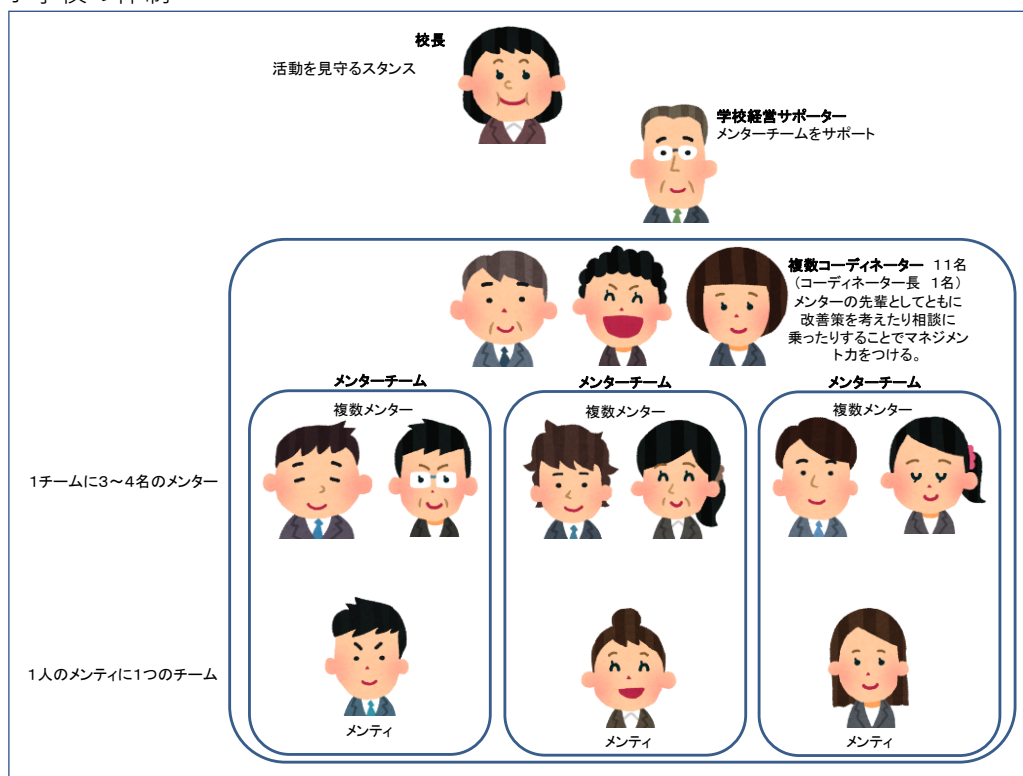 校長
活動を見守るスタンス
学校経営サポーター
メンターチームをサポート
複数コーディネーター　１１名
（コーディネーター長　１名）
メンターの先輩としてともに
改善策を考えたり相談に
乗ったりすることでマネジメン
ト力をつける。
メンターチーム
メンターチーム
メンターチーム
複数メンター
複数メンター
複数メンター
１チームに３～４名のメンター
１人のメンティに１つのチーム
メンティ
メンティ
メンティ